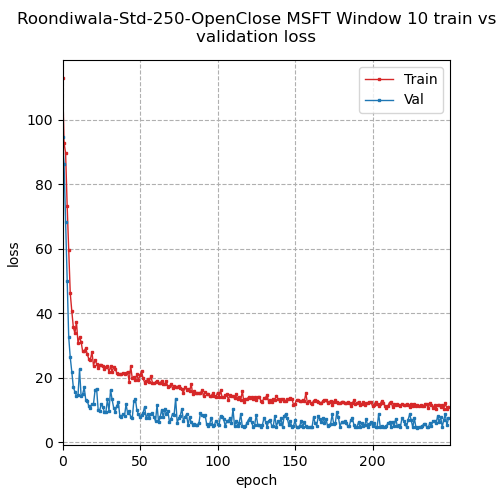 Roondiwala-Std-250-OpenClose MSFT Window 10 train vs
validation loss
Train
Val
100
80
60
40
20
0
loss
0 50 100 150 200
epoch